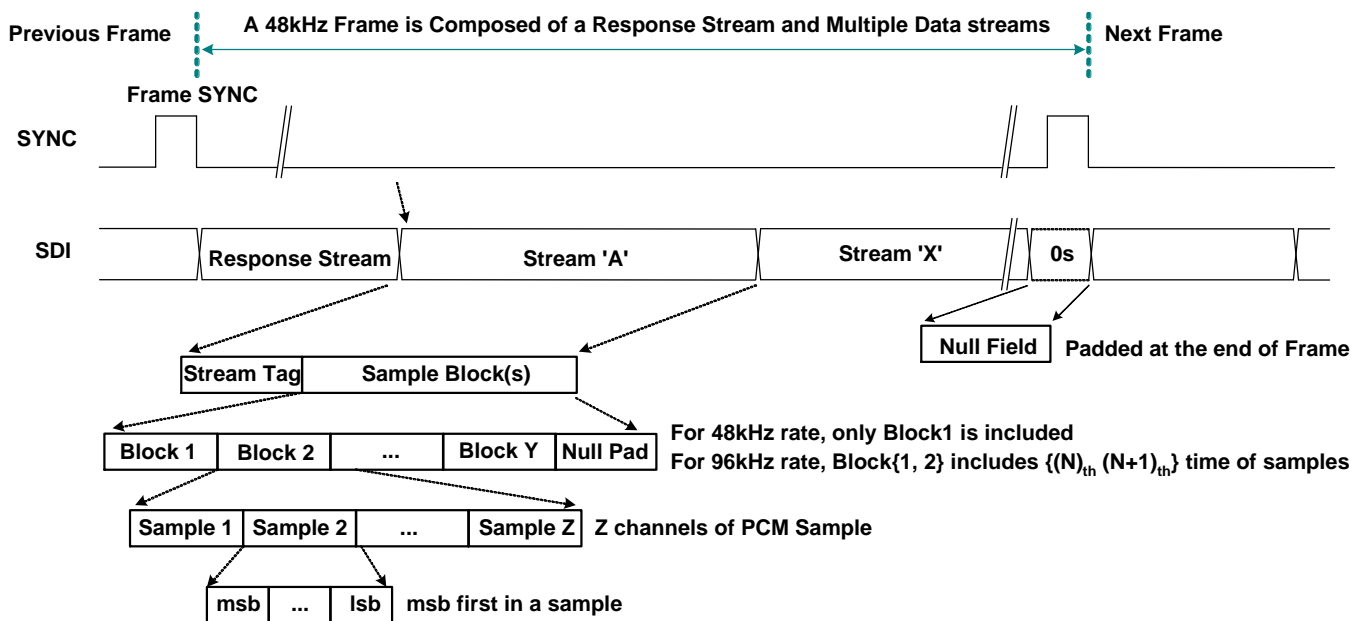 A 48kHz Frame is Composed of a Response Stream and Multiple Data streams
Previous Frame
Next Frame
Frame SYNC
SYNC
SDI
Response Stream
Stream 'A'
Stream 'X'
0s
Null Field
Padded at the end of Frame
Stream Tag
Sample Block(s)
Block 1
Block 2
...
Block Y
Null Pad
For 48kHz rate, only Block1 is included
For 96kHz rate, Block{1, 2} includes {(N)th (N+1)th} time of samples
Sample 1
Sample 2
...
Sample Z
Z channels of PCM Sample
msb
...
lsb
msb first in a sample